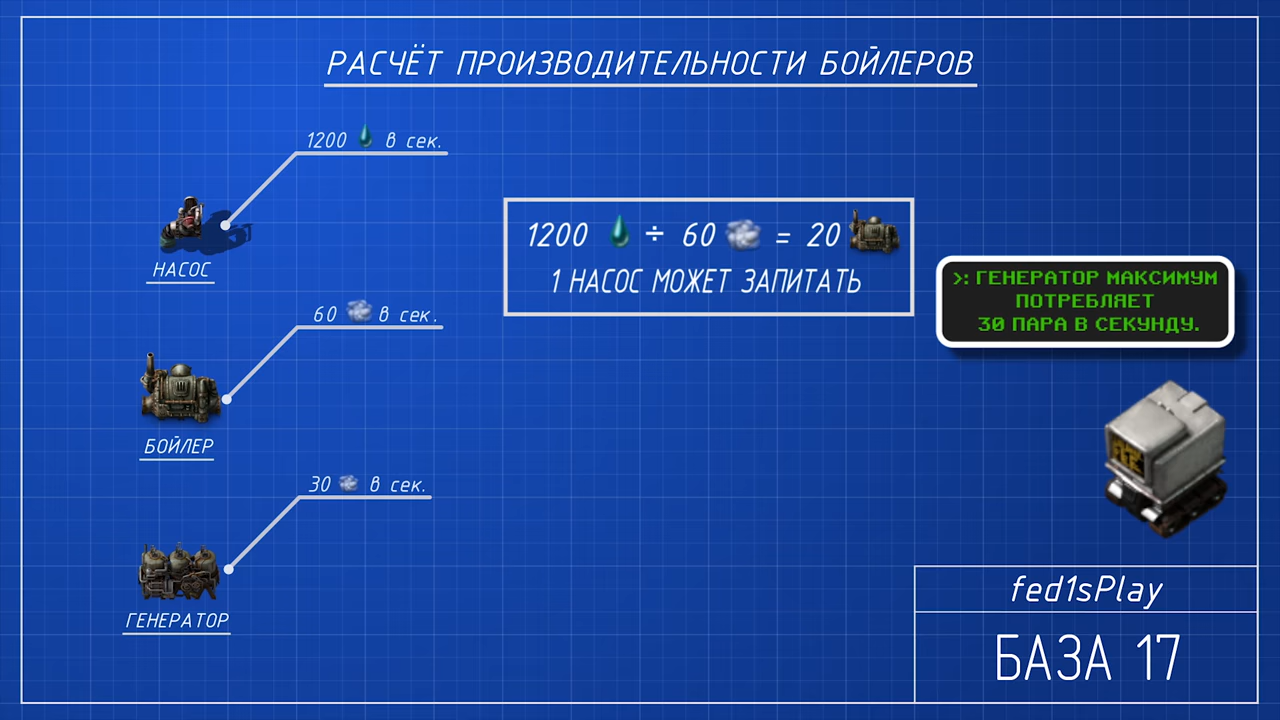 РАСЧЁТ ПРОИЗВОДИТЕЛЬНОСТИ БОЙЛЕРОВ
1200 в сек.
НАСОС
1200 ÷ 60 = 20
1 НАСОС МОЖЕТ ЗАПИТАТЬ
>: ГЕНЕРАТОР МАКСИМУМ
ПОТРЕБЛЯЕТ
30 ПАРА В СЕКУНДУ.
60 в сек.
БОЙЛЕР
30 в сек.
ГЕНЕРАТОР
fed1sPlay
БАЗА 17